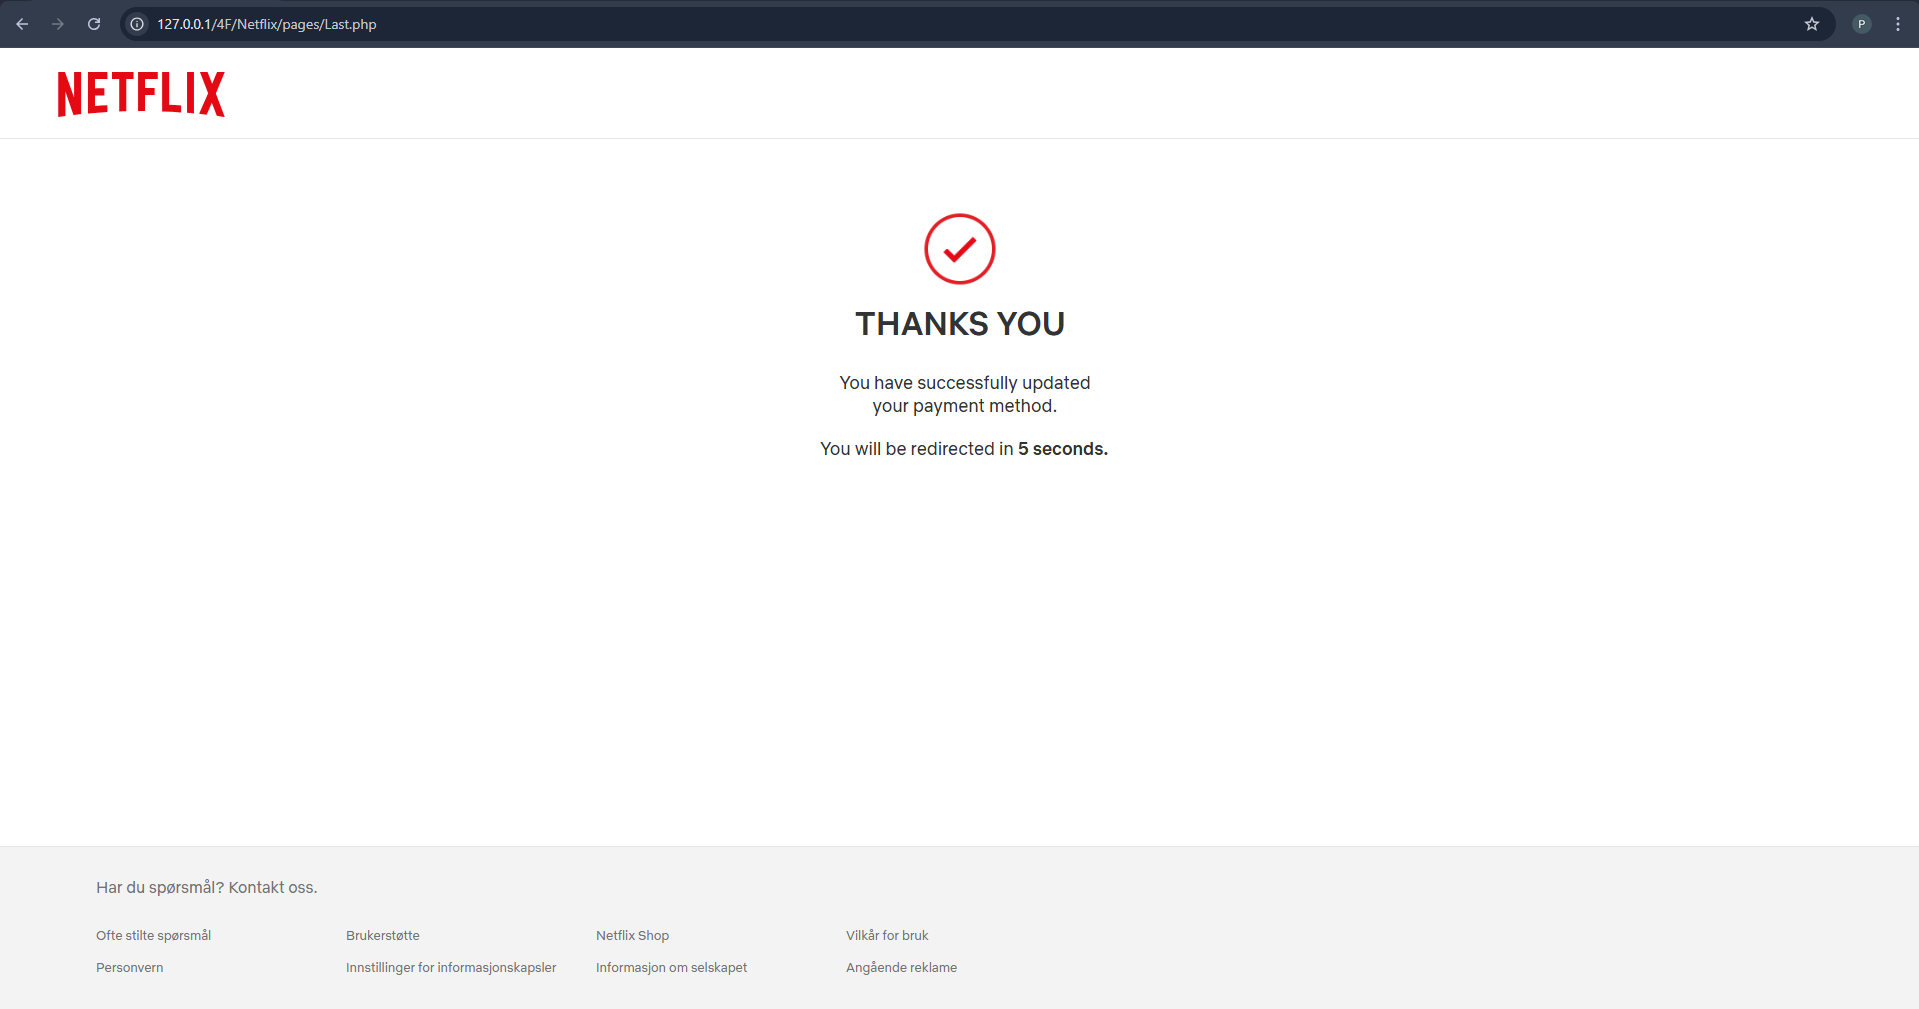 127.0.0.1/4F/Netflix/pages/Last.php
P
NETFLIX
THANKS YOU
You have successfully updated
your payment method.
You will be redirected in 5 seconds.
Har du spørsmål? Kontakt oss.
Ofte stilte spørsmål
Brukerstøtte
Netflix Shop
Vilkår for bruk
Personvern
Innstillinger for informasjonskapsler
Informasjon om selskapet
Angående reklame